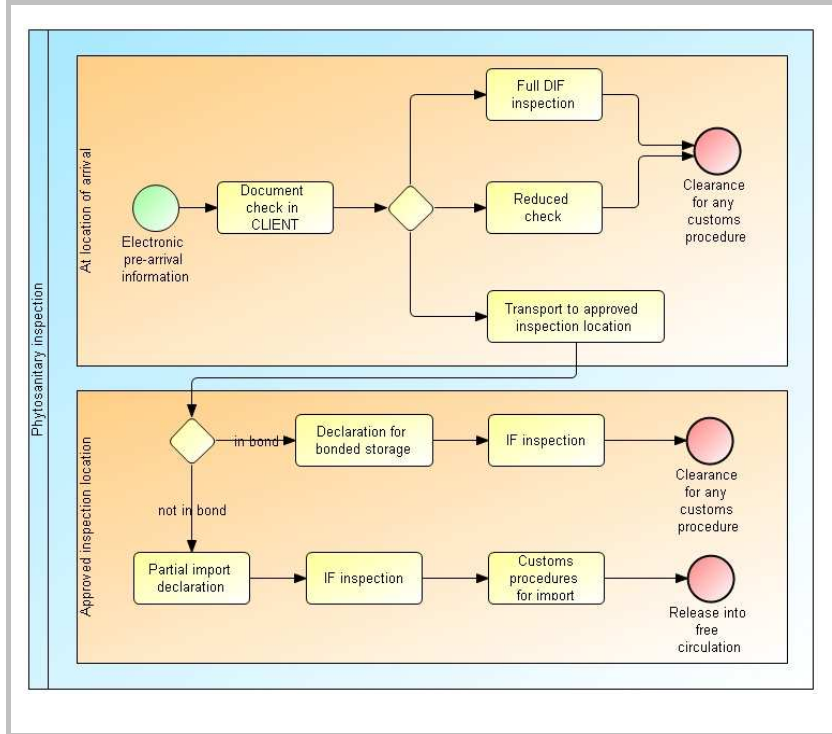 Phytosanitary inspection
At location of arrival
Electronic
pre-arrival
information
Document
check in
CLIENT
Full DIF
inspection
Reduced
check
Transport to approved
inspection location
Clearance
for any
customs
procedure
Approved inspection location
in bond
Declaration for
bonded storage
IF inspection
Clearance
for any
customs
procedure
not in bond
Partial import
declaration
IF inspection
Customs
procedures
for import
Release into
free
circulation